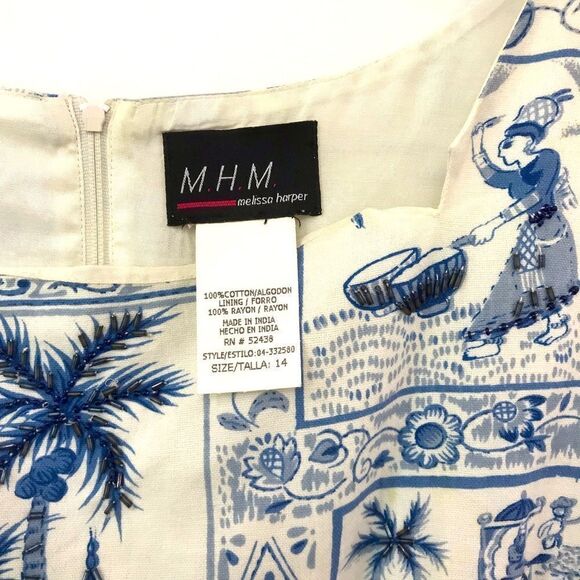 M.H.M.
melissa harper
100%COTTON/ALGODON
LINING / FORRO
100% RAYON / RAYON
MADE IN INDIA
HECHO EN INDIA
RN # 52438
STYLE/ESTILO:04-332580
SIZE/TALLA: 14